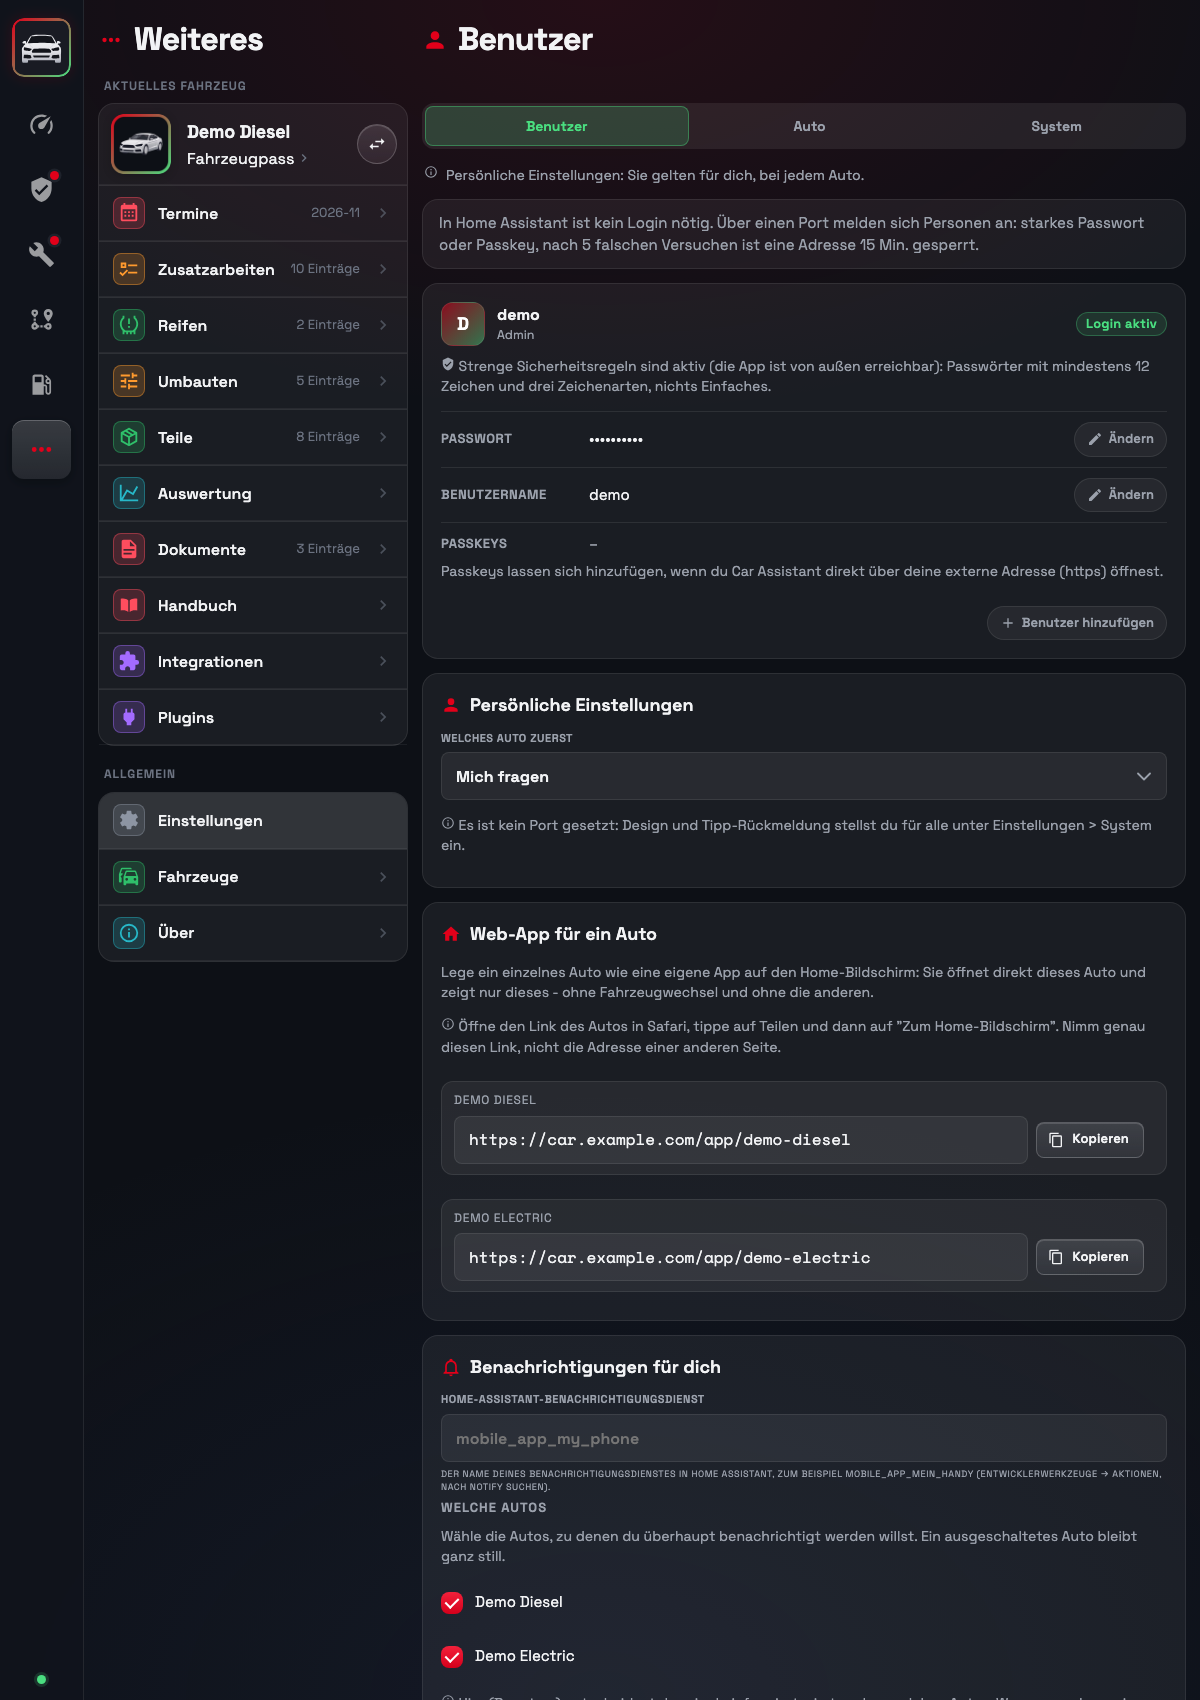 Weiteres
AKTUELLES FAHRZEUG
Demo Diesel
Fahrzeugpass
Termine 2026-11
Zusatzarbeiten 10 Einträge
Reifen 2 Einträge
Umbauten 5 Einträge
Teile 8 Einträge
Auswertung
Dokumente 3 Einträge
Handbuch
Integrationen
Plugins
ALLGEMEIN
Einstellungen
Fahrzeuge
Über
Benutzer
Benutzer Auto System
Persönliche Einstellungen: Sie gelten für dich, bei jedem Auto.
In Home Assistant ist kein Login nötig. Über einen Port melden sich Personen an: starkes Passwort
oder Passkey, nach 5 falschen Versuchen ist eine Adresse 15 Min. gesperrt.
D
demo
Admin
Login aktiv
Strenge Sicherheitsregeln sind aktiv (die App ist von außen erreichbar): Passwörter mit mindestens 12
Zeichen und drei Zeichenarten, nichts Einfaches.
PASSWORT •••••••••• Ändern
BENUTZERNAME demo Ändern
PASSKEYS –
Passkeys lassen sich hinzufügen, wenn du Car Assistant direkt über deine externe Adresse (https) öffnest.
+ Benutzer hinzufügen
Persönliche Einstellungen
WELCHES AUTO ZUERST
Mich fragen
Es ist kein Port gesetzt: Design und Tipp-Rückmeldung stellst du für alle unter Einstellungen > System
ein.
Web-App für ein Auto
Lege ein einzelnes Auto wie eine eigene App auf den Home-Bildschirm: Sie öffnet direkt dieses Auto und
zeigt nur dieses - ohne Fahrzeugwechsel und ohne die anderen.
Öffne den Link des Autos in Safari, tippe auf Teilen und dann auf "Zum Home-Bildschirm". Nimm genau
diesen Link, nicht die Adresse einer anderen Seite.
DEMO DIESEL
https://car.example.com/app/demo-diesel Kopieren
DEMO ELECTRIC
https://car.example.com/app/demo-electric Kopieren
Benachrichtigungen für dich
HOME-ASSISTANT-BENACHRICHTIGUNGSDIENST
mobile_app_my_phone
DER NAME DEINES BENACHRICHTIGUNGSDIENSTES IN HOME ASSISTANT, ZUM BEISPIEL MOBILE_APP_MEIN_HANDY (ENTWICKLERWERKZEUGE → AKTIONEN,
NACH NOTIFY SUCHEN).
WELCHE AUTOS
Wähle die Autos, zu denen du überhaupt benachrichtigt werden willst. Ein ausgeschaltetes Auto bleibt
ganz still.
Demo Diesel
Demo Electric